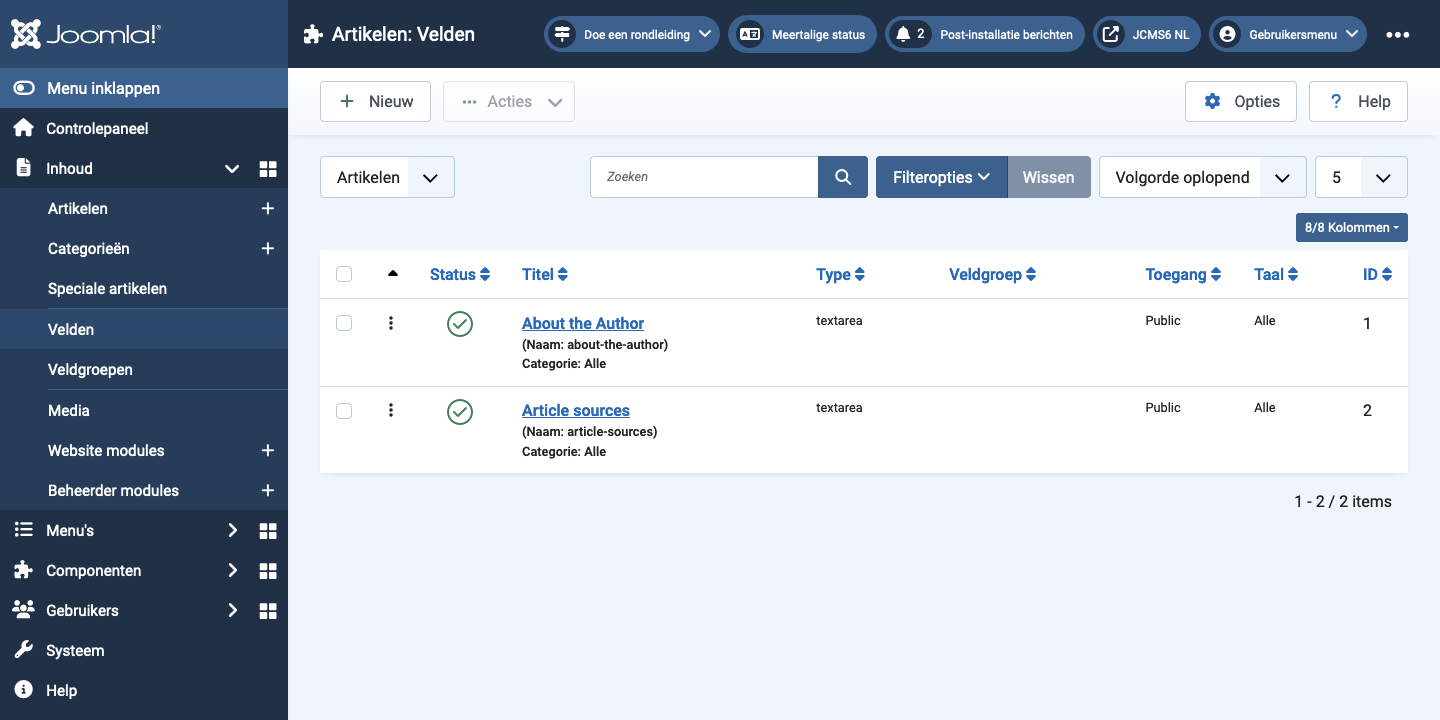 Joomla!®
Artikelen: Velden
Doe een rondleiding
Meertalige status
2 Post-installatie berichten
JCMS6 NL
Gebruikersmenu
Menu inklappen
Controlepaneel
Inhoud
Artikelen
Categorieën
Speciale artikelen
Velden
Veldgroepen
Media
Website modules
Beheerder modules
Menu's
Componenten
Gebruikers
Systeem
Help
Nieuw
Acties
Opties
? Help
Artikelen
Zoeken
Filteropties
Wissen
Volgorde oplopend
5
8/8 Kolommen
Status Titel Type Veldgroep Toegang Taal ID
About the Author textarea Public Alle 1
(Naam: about-the-author)
Categorie: Alle
Article sources textarea Public Alle 2
(Naam: article-sources)
Categorie: Alle
1 - 2 / 2 items